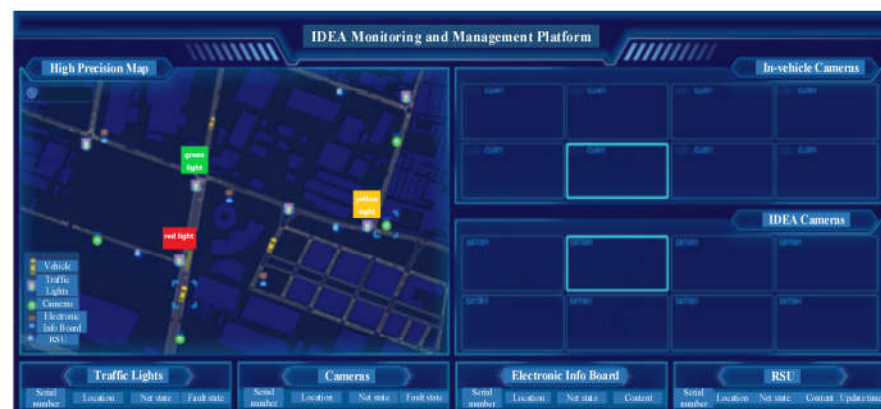 IDEA Monitoring and Management Platform
High Precision Map
In-vehicle Cameras
green
light
yellow
light
red light
IDEA Cameras
Vehicle
Traffic
Lights
Cameras
Electronic
Info Board
RSU
Traffic Lights
Cameras
Electronic Info Board
RSU
Serial
number
Location
Net state
Fault state
Serial
number
Location
Net state
Fault state
Serial
number
Location
Net state
Content
Serial
number
Location
Net state
Content
Update time